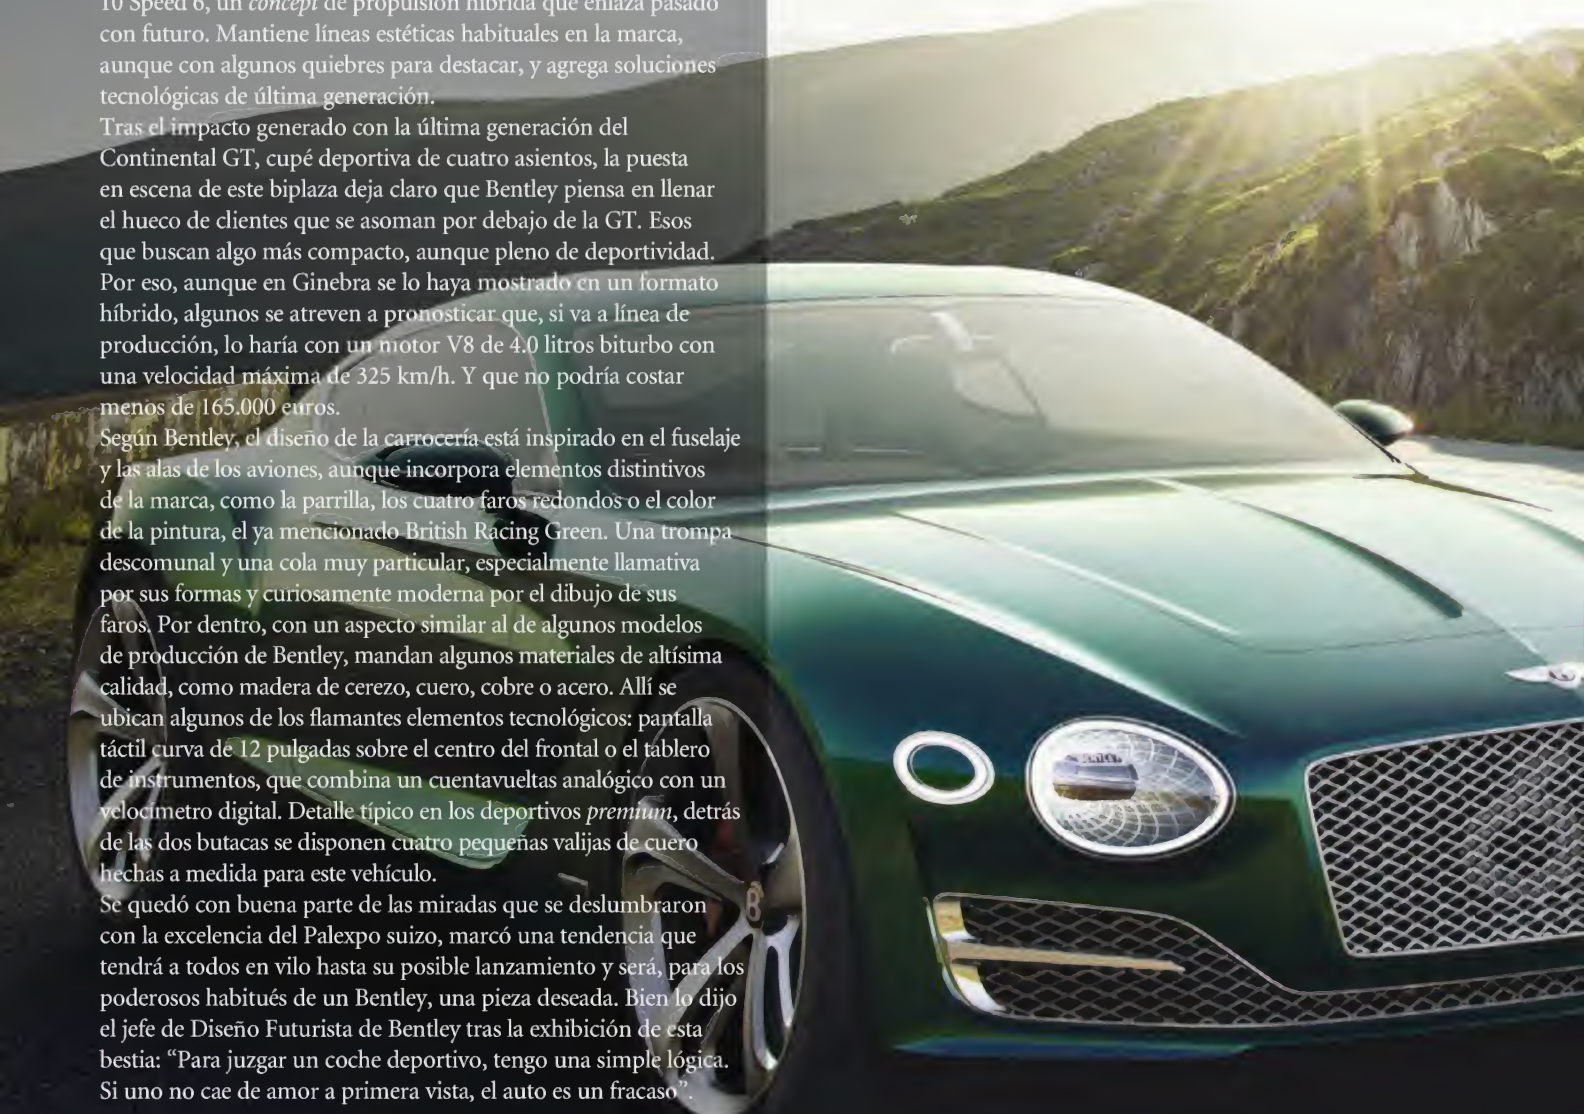 10 Speed 6, un concept de propulsión híbrida que enlaza pasado
con futuro. Mantiene líneas estéticas habituales en la marca,
aunque con algunos quiebres para destacar, y agrega soluciones
tecnológicas de última generación.
Tras el impacto generado con la última generación del
Continental GT, cupé deportiva de cuatro asientos, la puesta
en escena de este biplaza deja claro que Bentley piensa en llenar
el hueco de clientes que se asoman por debajo de la GT. Esos
que buscan algo más compacto, aunque pleno de deportividad.
Por eso, aunque en Ginebra se lo haya mostrado en un formato
híbrido, algunos se atreven a pronosticar que, si va a línea de
producción, lo haría con un motor V8 de 4.0 litros biturbo con
una velocidad máxima de 325 km/h. Y que no podría costar
menos de 165.000 euros.
Según Bentley, el diseño de la carrocería está inspirado en el fuselaje
y las alas de los aviones, aunque incorpora elementos distintivos
de la marca, como la parrilla, los cuatro faros redondos o el color
de la pintura, el ya mencionado British Racing Green. Una trompa
descomunal y una cola muy particular, especialmente llamativa
por sus formas y curiosamente moderna por el dibujo de sus
faros. Por dentro, con un aspecto similar al de algunos modelos
de producción de Bentley, mandan algunos materiales de altísima
calidad, como madera de cerezo, cuero, cobre o acero. Allí se
ubican algunos de los flamantes elementos tecnológicos: pantalla
táctil curva de 12 pulgadas sobre el centro del frontal o el tablero
de instrumentos, que combina un cuentavueltas analógico con un
velocímetro digital. Detalle típico en los deportivos premium, detrás
de las dos butacas se disponen cuatro pequeñas valijas de cuero
hechas a medida para este vehículo.
Se quedó con buena parte de las miradas que se deslumbraron
con la excelencia del Palexpo suizo, marcó una tendencia que
tendrá a todos en vilo hasta su posible lanzamiento y será, para los
poderosos habitués de un Bentley, una pieza deseada. Bien lo dijo
el jefe de Diseño Futurista de Bentley tras la exhibición de esta
bestia: “Para juzgar un coche deportivo, tengo una simple lógica.
Si uno no cae de amor a primera vista, el auto es un fracaso”.
BENTLEY
B